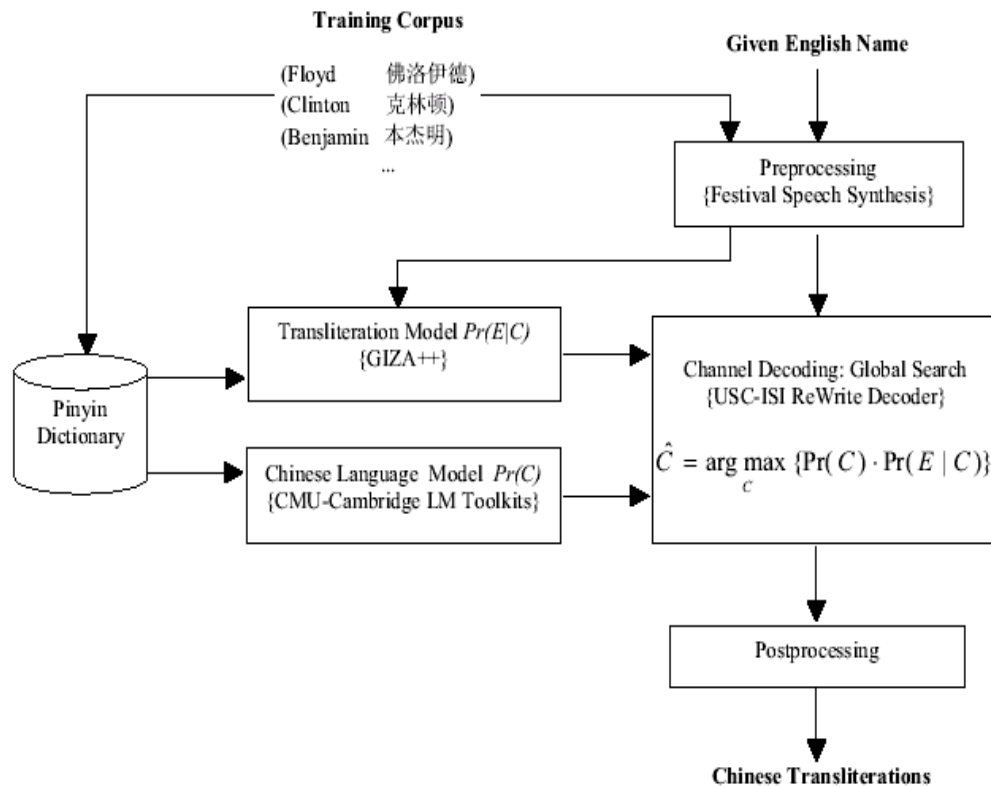 Training Corpus
Given English Name
(Floyd 佛洛伊德)
(Clinton 克林顿)
(Benjamin 本杰明)
...
Preprocessing
{Festival Speech Synthesis}
Transliteration Model Pr(E|C)
{GIZA++}
Pinyin
Dictionary
Chinese Language Model Pr(C)
{CMU-Cambridge LM Toolkits}
Channel Decoding: Global Search
{USC-ISI ReWrite Decoder}
Ĉ = arg max {Pr( C ) · Pr( E | C )}
C
Postprocessing
Chinese Transliterations